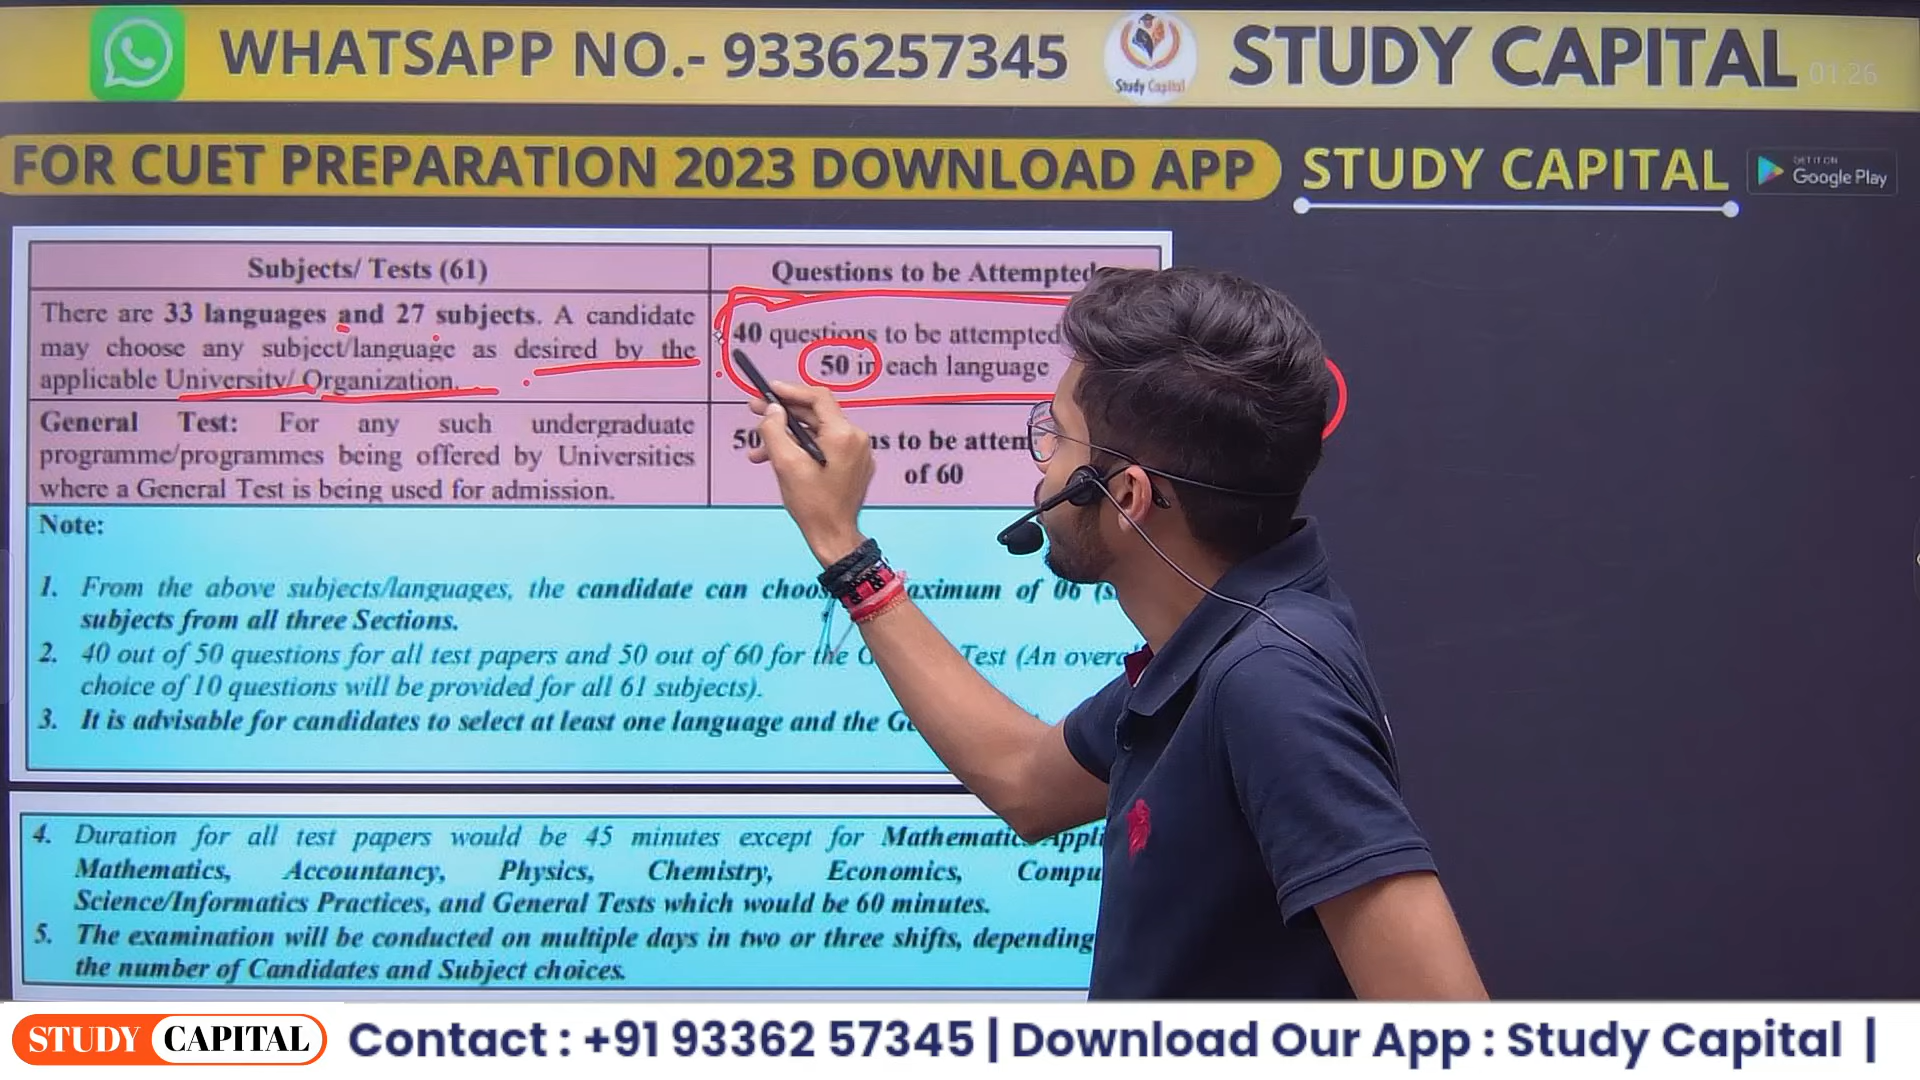 WHATSAPP NO.- 9336257345
Study Capital
STUDY CAPITAL
01:26
FOR CUET PREPARATION 2023 DOWNLOAD APP
STUDY CAPITAL
GET IT ON
Google Play
Subjects/ Tests (61)
Questions to be Attempted
There are 33 languages and 27 subjects. A candidate
may choose any subject/language as desired by the
applicable University/ Organization.
40 questions to be attempted
50 in each language
General Test: For any such undergraduate
programme/programmes being offered by Universities
where a General Test is being used for admission.
50 to be
of 60
Note:
1. From the above subjects/languages, the candidate can of 06
subjects from all three Sections.
2. 40 out of 50 questions for all test papers and 50 out of 60 for the Test (An
choice of 10 questions will be provided for all 61 subjects).
3. It is advisable for candidates to select at least one language and the
4. Duration for all test papers would be 45 minutes except for
Mathematics, Accountancy, Physics, Chemistry, Economics,
Science/Informatics Practices, and General Tests which would be 60 minutes.
5. The examination will be conducted on multiple days in two or three shifts, depending
the number of Candidates and Subject choices.
STUDY CAPITAL
Contact : +91 93362 57345 | Download Our App : Study Capital |